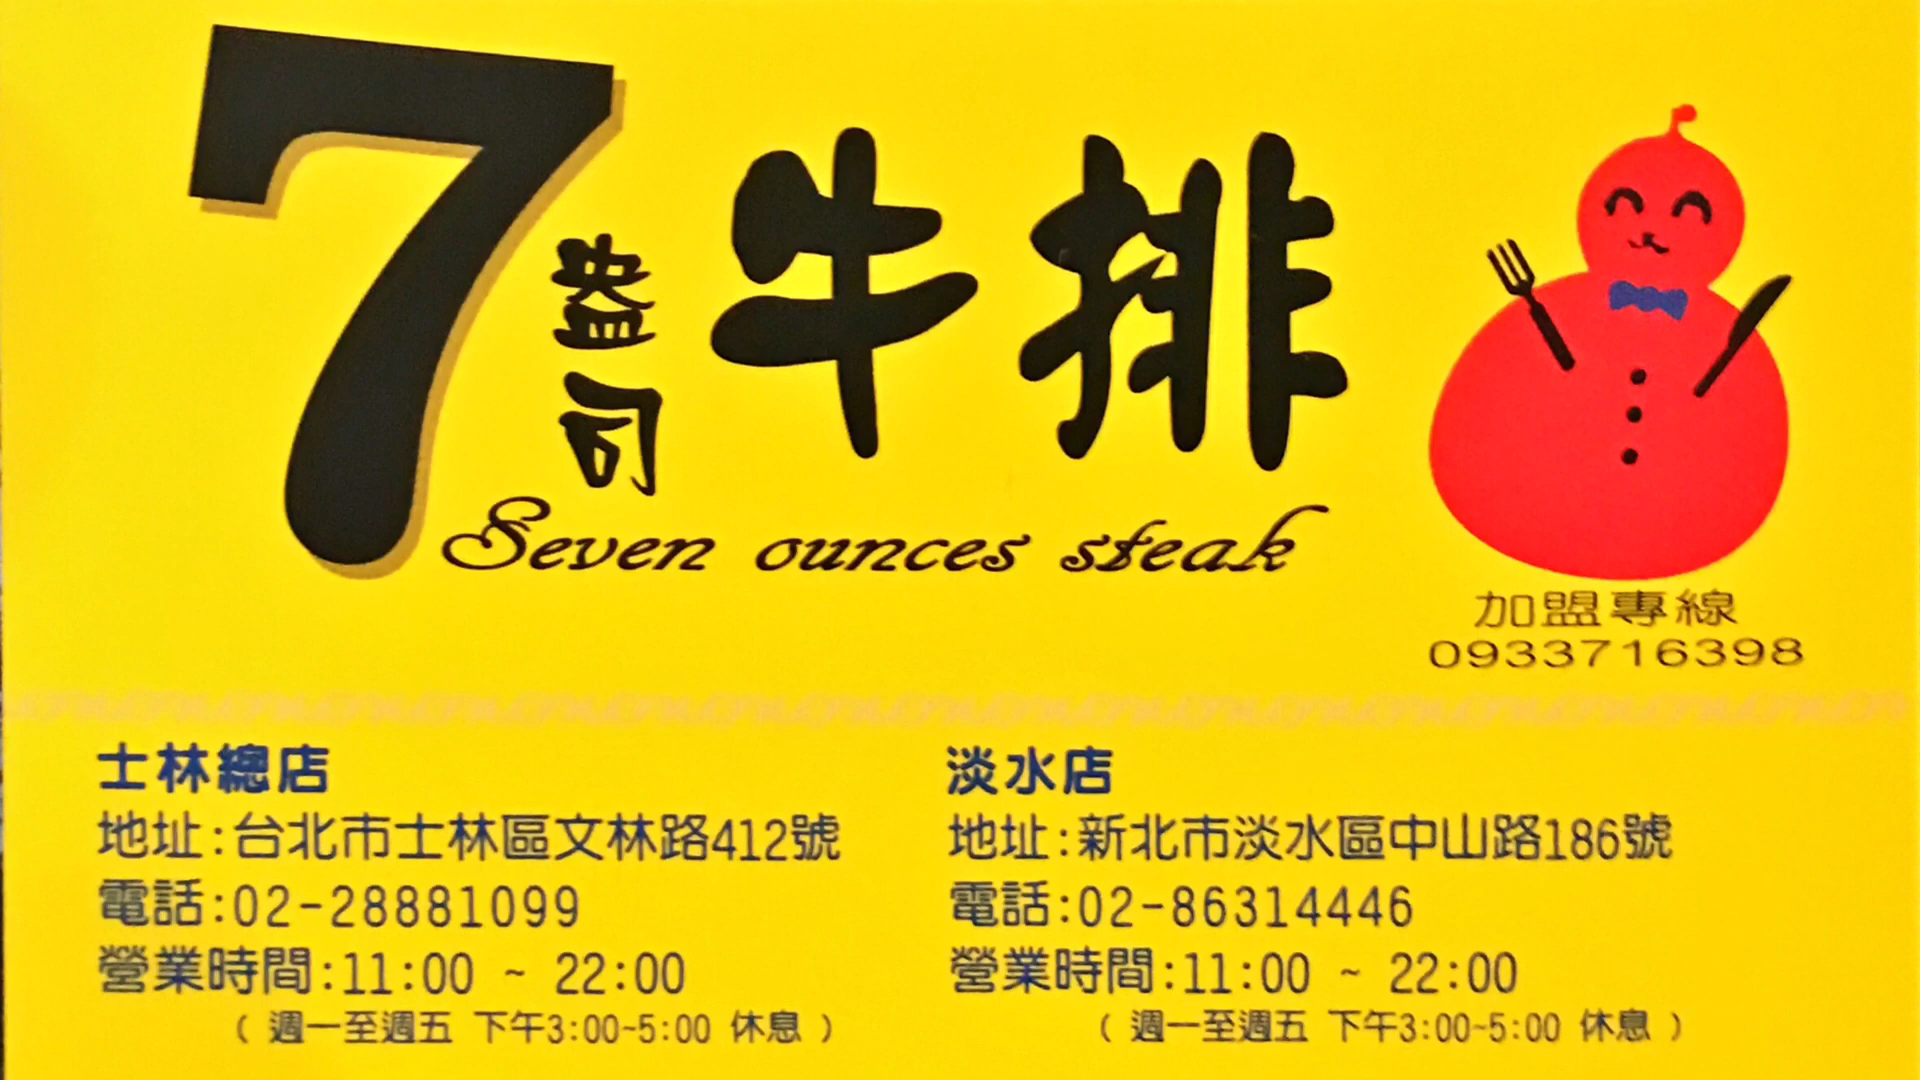 7盎司牛排
Seven ounces steak
加盟專線
0933716398
士林總店
地址:台北市士林區文林路412號
電話:02-28881099
營業時間:11:00 ~ 22:00
( 週一至週五 下午3:00~5:00 休息 )
淡水店
地址:新北市淡水區中山路186號
電話:02-86314446
營業時間:11:00 ~ 22:00
( 週一至週五 下午3:00~5:00 休息 )